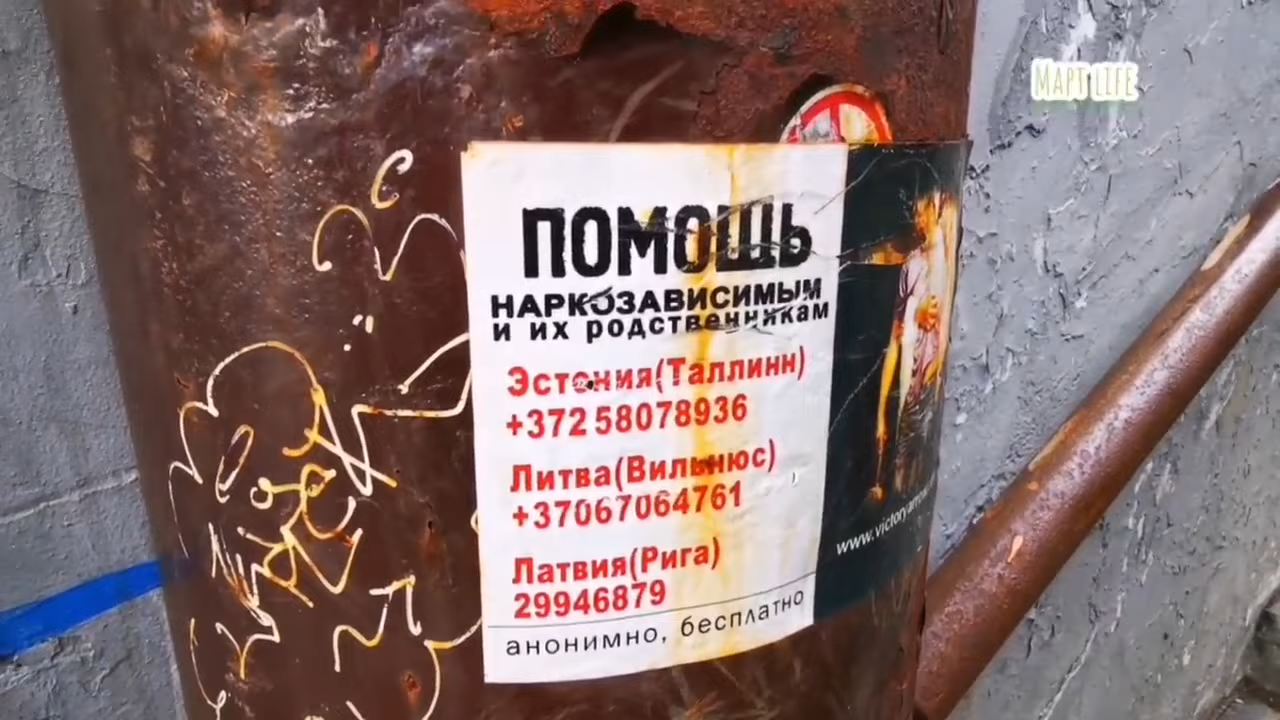 Март life
ПОМОЩЬ
НАРКОЗАВИСИМЫМ
и их родственникам
Эстония(Таллинн)
+372 58078936
Литва(Вильнюс)
+37067064761
Латвия(Рига)
29946879
анонимно, бесплатно